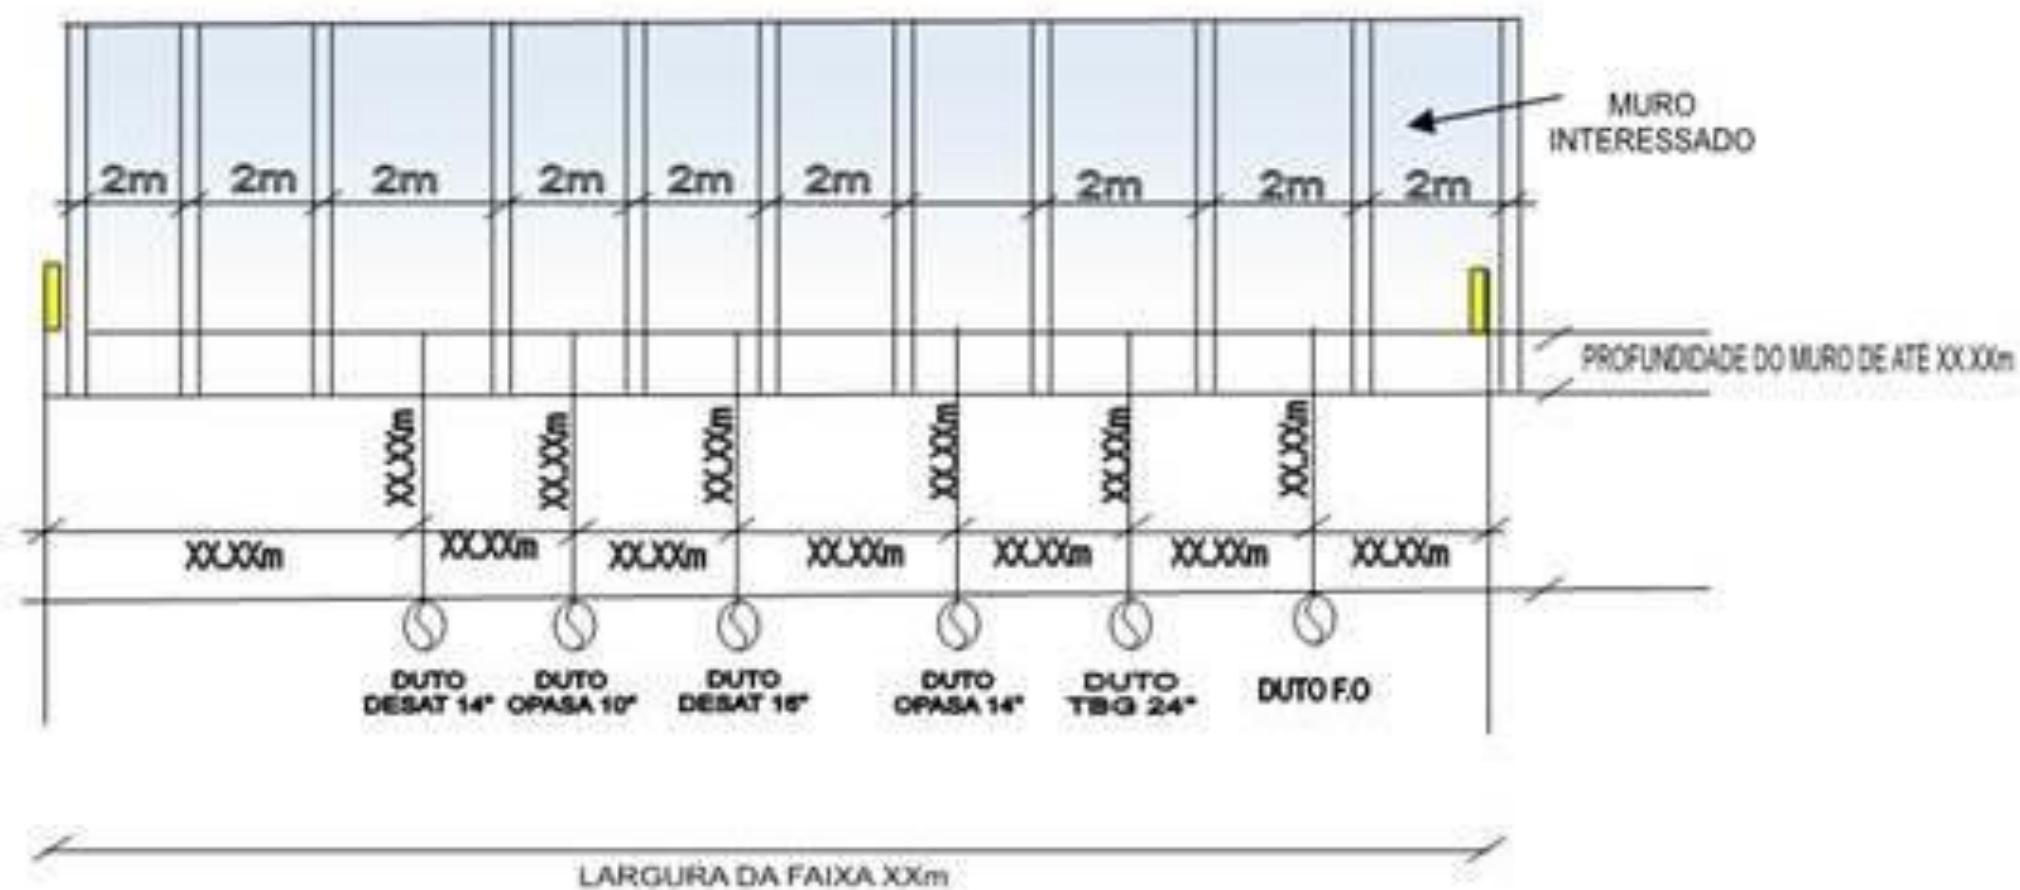 MURO
INTERESSADO
2m 2m 2m 2m 2m 2m 2m 2m 2m
PROFUNDIDADE DO MURO DE ATÉ XX.XXm
XX.XXm XX.XXm XX.XXm XX.XXm XX.XXm XX.XXm
XX.XXm XX.XXm XX.XXm XX.XXm XX.XXm XX.XXm XX.XXm
DUTO DUTO DUTO DUTO DUTO DUTO F.O
DESAT 14" OPASA 10" DESAT 16" OPASA 14" TBG 24"
LARGURA DA FAIXA XXm